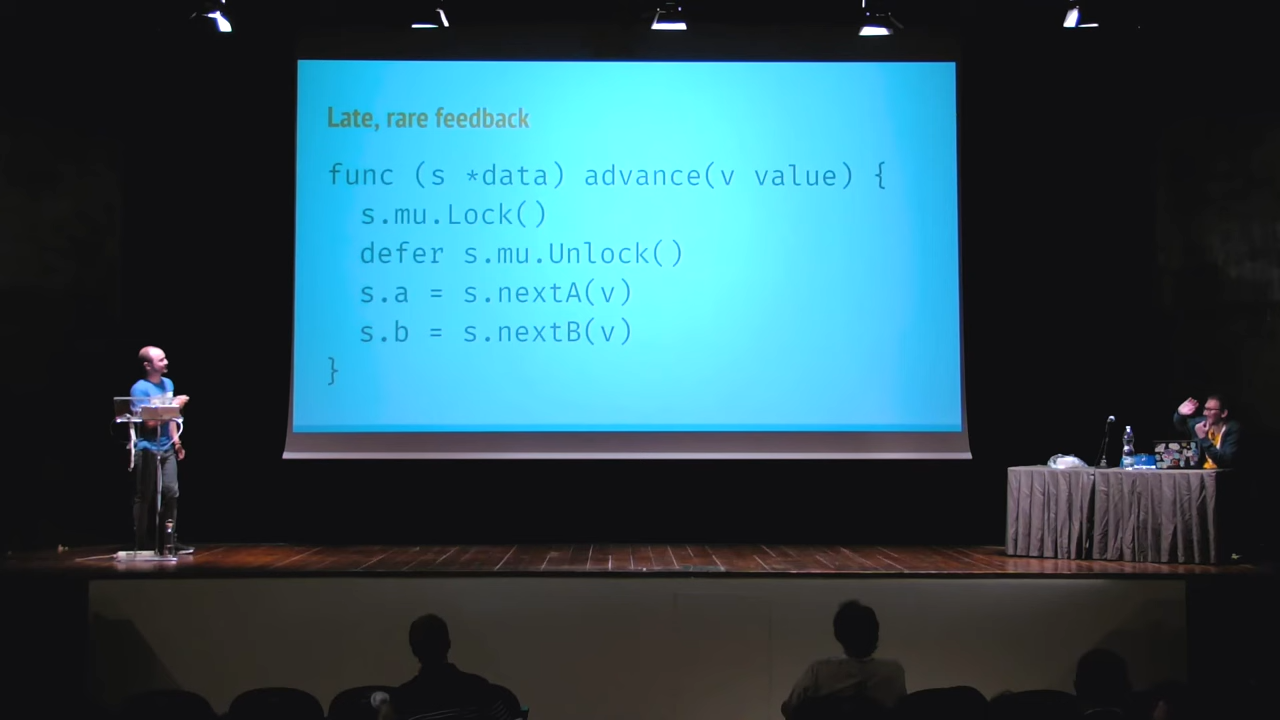 Late, rare feedback
func (s *data) advance(v value) {
s.mu.Lock()
defer s.mu.Unlock()
s.a = s.nextA(v)
s.b = s.nextB(v)
}